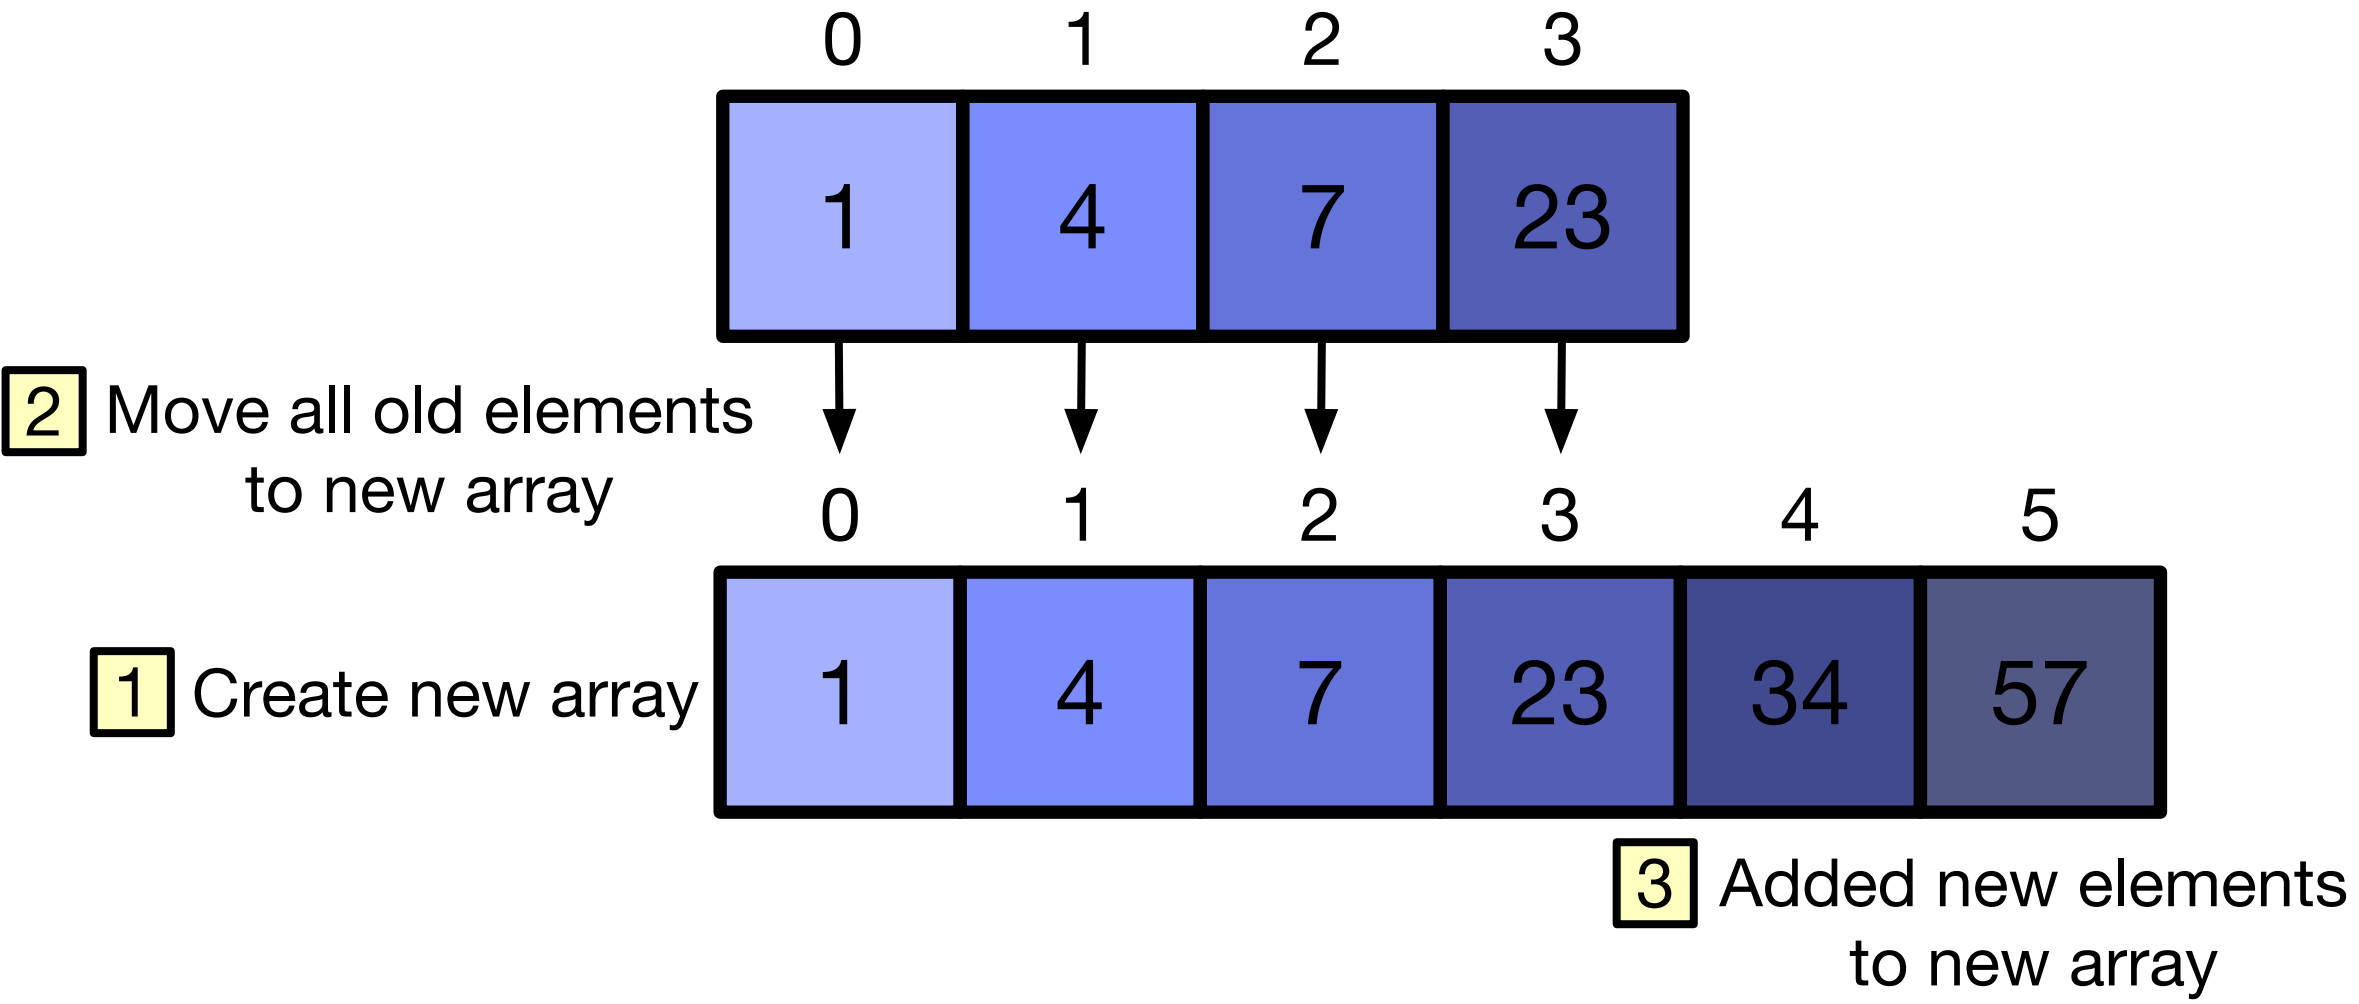 0 1 2 3
1 4 7 23
2 Move all old elements
to new array
0 1 2 3 4 5
1 Create new array 1 4 7 23 34 57
3 Added new elements
to new array